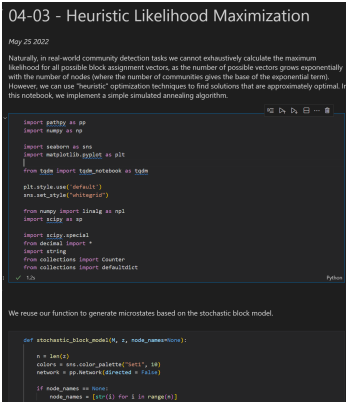 04-03 - Heuristic Likelihood Maximization
May 25 2022
Naturally, in real-world community detection tasks we cannot exhaustively calculate the maximum
likelihood for all possible block assignment vectors, as the number of possible vectors grows exponentially
with the number of nodes (where the number of communities gives the base of the exponential term).
However, we can use "heuristic" optimization techniques to find solutions that are approximately optimal. In
this notebook, we implement a simple simulated annealing algorithm.
import pathpy as pp
import numpy as np
import seaborn as sns
import matplotlib.pyplot as plt
from tqdm import tqdm_notebook as tqdm
plt.style.use('default')
sns.set_style("whitegrid")
from numpy import linalg as npl
import scipy as sp
import scipy.special
from decimal import *
import string
from collections import Counter
from collections import defaultdict
1.2s
Python
We reuse our function to generate microstates based on the stochastic block model.
def stochastic_block_model(M, z, node_names=None):
n = len(z)
colors = sns.color_palette("Set1", 10)
network = pp.Network(directed = False)
if node_names == None:
node_names = [str(i) for i in range(n)]